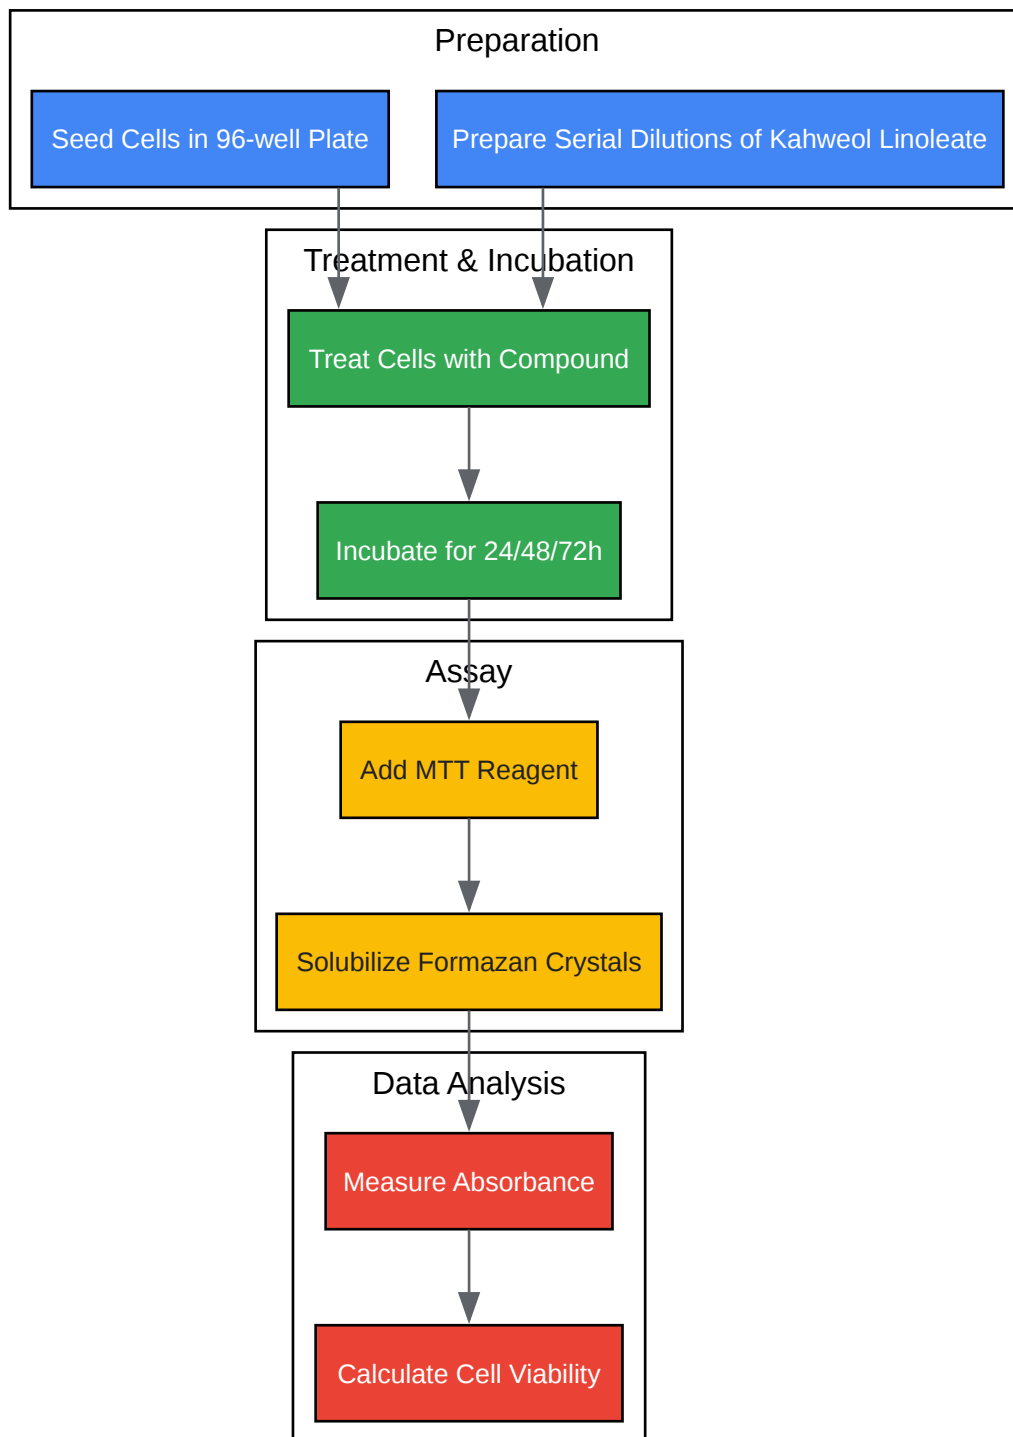 Preparation
Seed Cells in 96-well Plate
Prepare Serial Dilutions of Kahweol Linoleate
Treatment & Incubation
Treat Cells with Compound
Incubate for 24/48/72h
Assay
Add MTT Reagent
Solubilize Formazan Crystals
Data Analysis
Measure Absorbance
Calculate Cell Viability